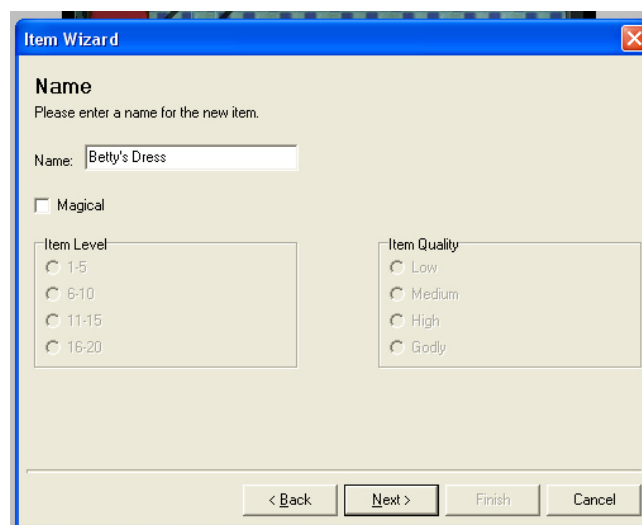 Item Wizard
Name
Please enter a name for the new item.
Name: Betty's Dress
Magical
Item Level
1-5
6-10
11-15
16-20
Item Quality
Low
Medium
High
Godly
< Back Next > Finish Cancel